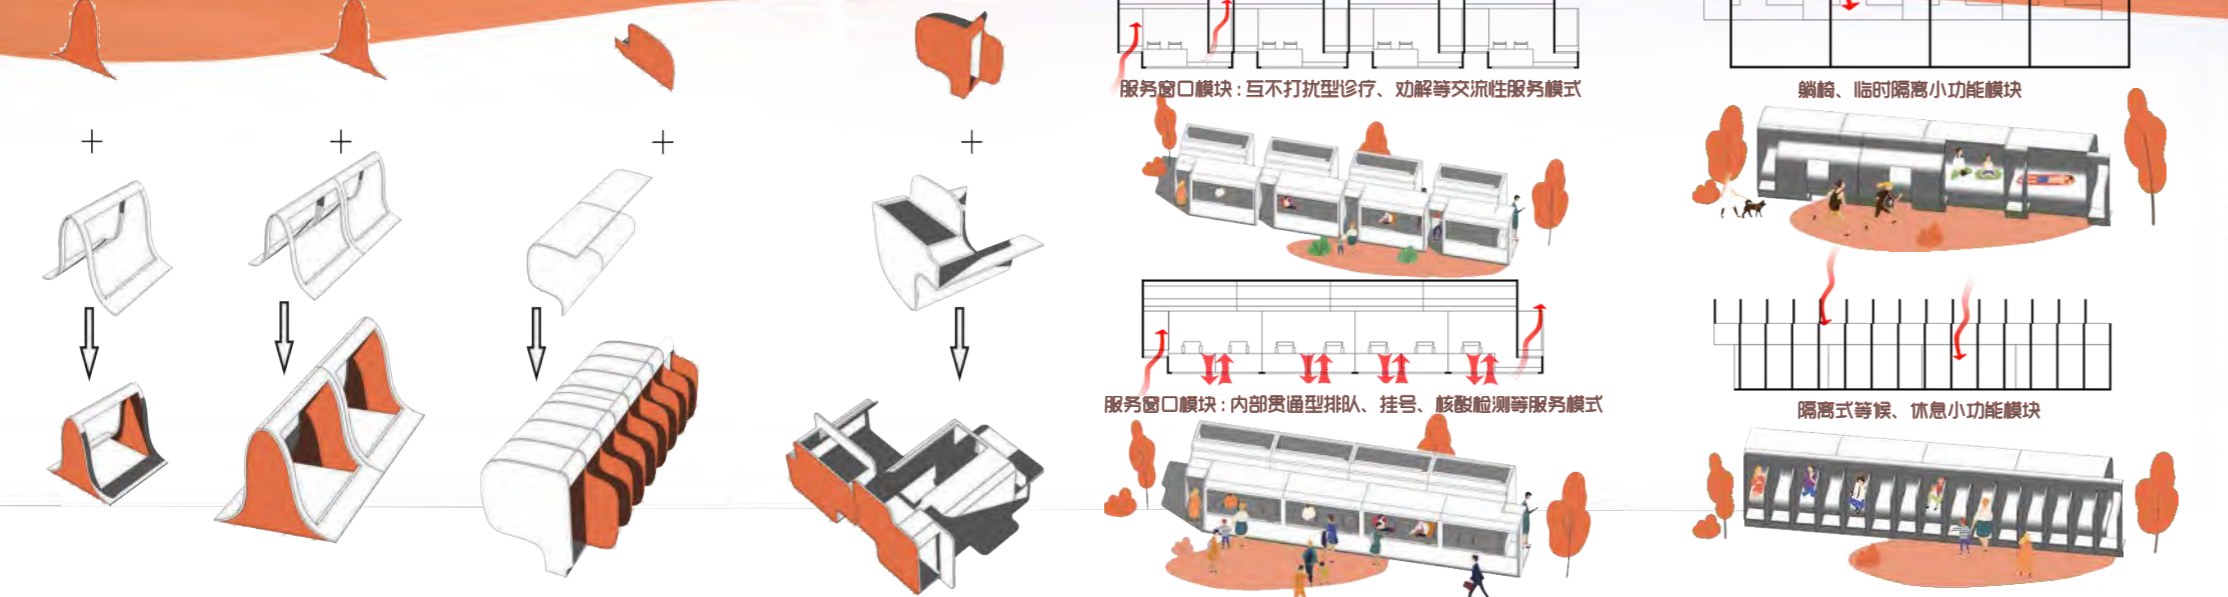 服务窗口模块：互不打扰型诊疗、劝解等交流性服务模式
躺椅、临时隔离小功能模块
服务窗口模块：内部贯通型排队、挂号、核酸检测等服务模式
隔离式等候、休息小功能模块